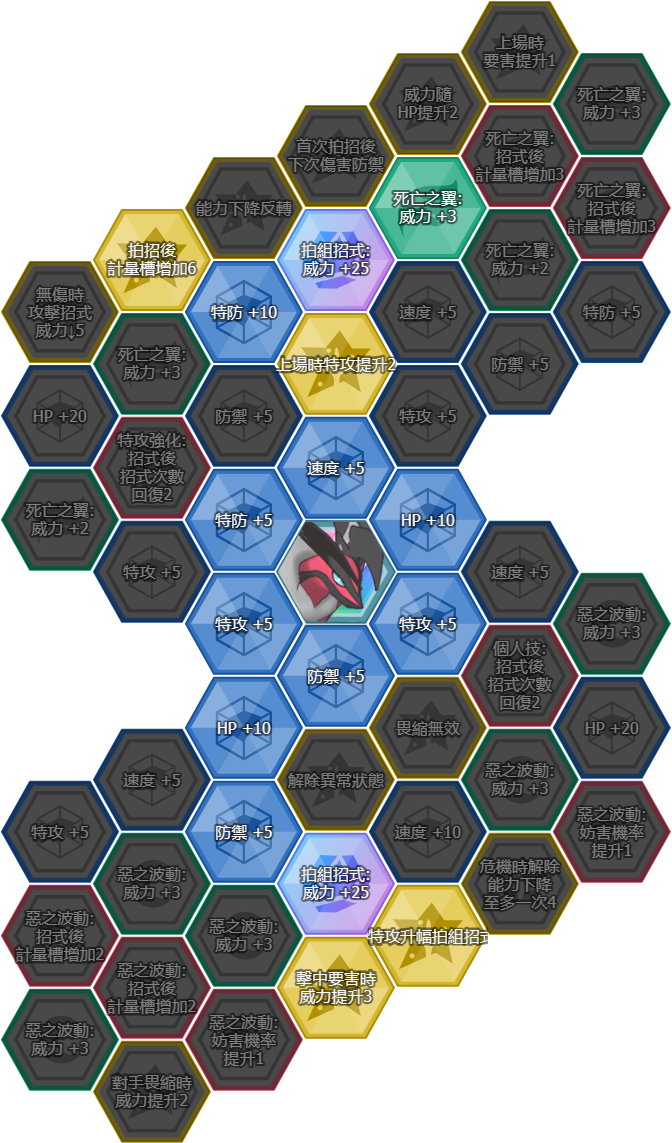 上場時
要害提升1
威力隨
HP提升2
死亡之翼:
威力 +3
首次拍招後
下次傷害防禦
死亡之翼:
招式後
計量槽增加3
能力下降反轉
死亡之翼:
威力 +3
死亡之翼:
招式後
計量槽增加3
拍招後
計量槽增加6
拍組招式:
威力 +25
死亡之翼:
威力 +2
無傷時
攻擊招式
威力↓5
特防 +10
速度 +5
特防 +5
死亡之翼:
威力 +3
上場時特攻提升2
防禦 +5
HP +20
防禦 +5
特攻 +5
特攻強化:
招式後
招式次數
回復2
速度 +5
死亡之翼:
威力 +2
特防 +5
HP +10
特攻 +5
速度 +5
特攻 +5
特攻 +5
惡之波動:
威力 +3
防禦 +5
個人技:
招式後
招式次數
回復2
HP +10
畏縮無效
HP +20
速度 +5
解除異常狀態
惡之波動:
威力 +3
特攻 +5
防禦 +5
速度 +10
惡之波動:
妨害機率
提升1
惡之波動:
威力 +3
拍組招式:
威力 +25
危機時解除
能力下降
至多一次4
惡之波動:
招式後
計量槽增加2
惡之波動:
威力 +3
特攻升幅拍組招式
惡之波動:
招式後
計量槽增加2
擊中要害時
威力提升3
惡之波動:
威力 +3
惡之波動:
妨害機率
提升1
對手畏縮時
威力提升2